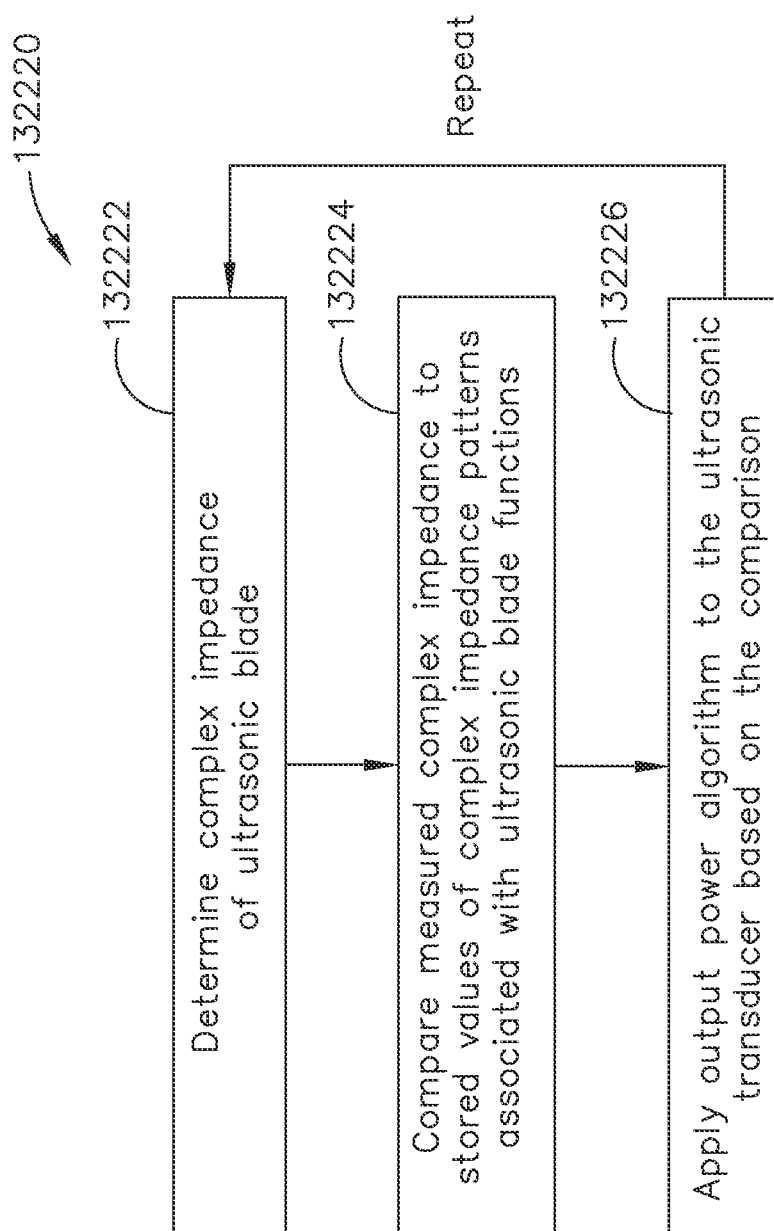 132220
132222
Determine complex impedance
of ultrasonic blade
132224
Compare measured complex impedance to
stored values of complex impedance patterns
associated with ultrasonic blade functions
132226
Apply output power algorithm to the ultrasonic
transducer based on the comparison
Repeat